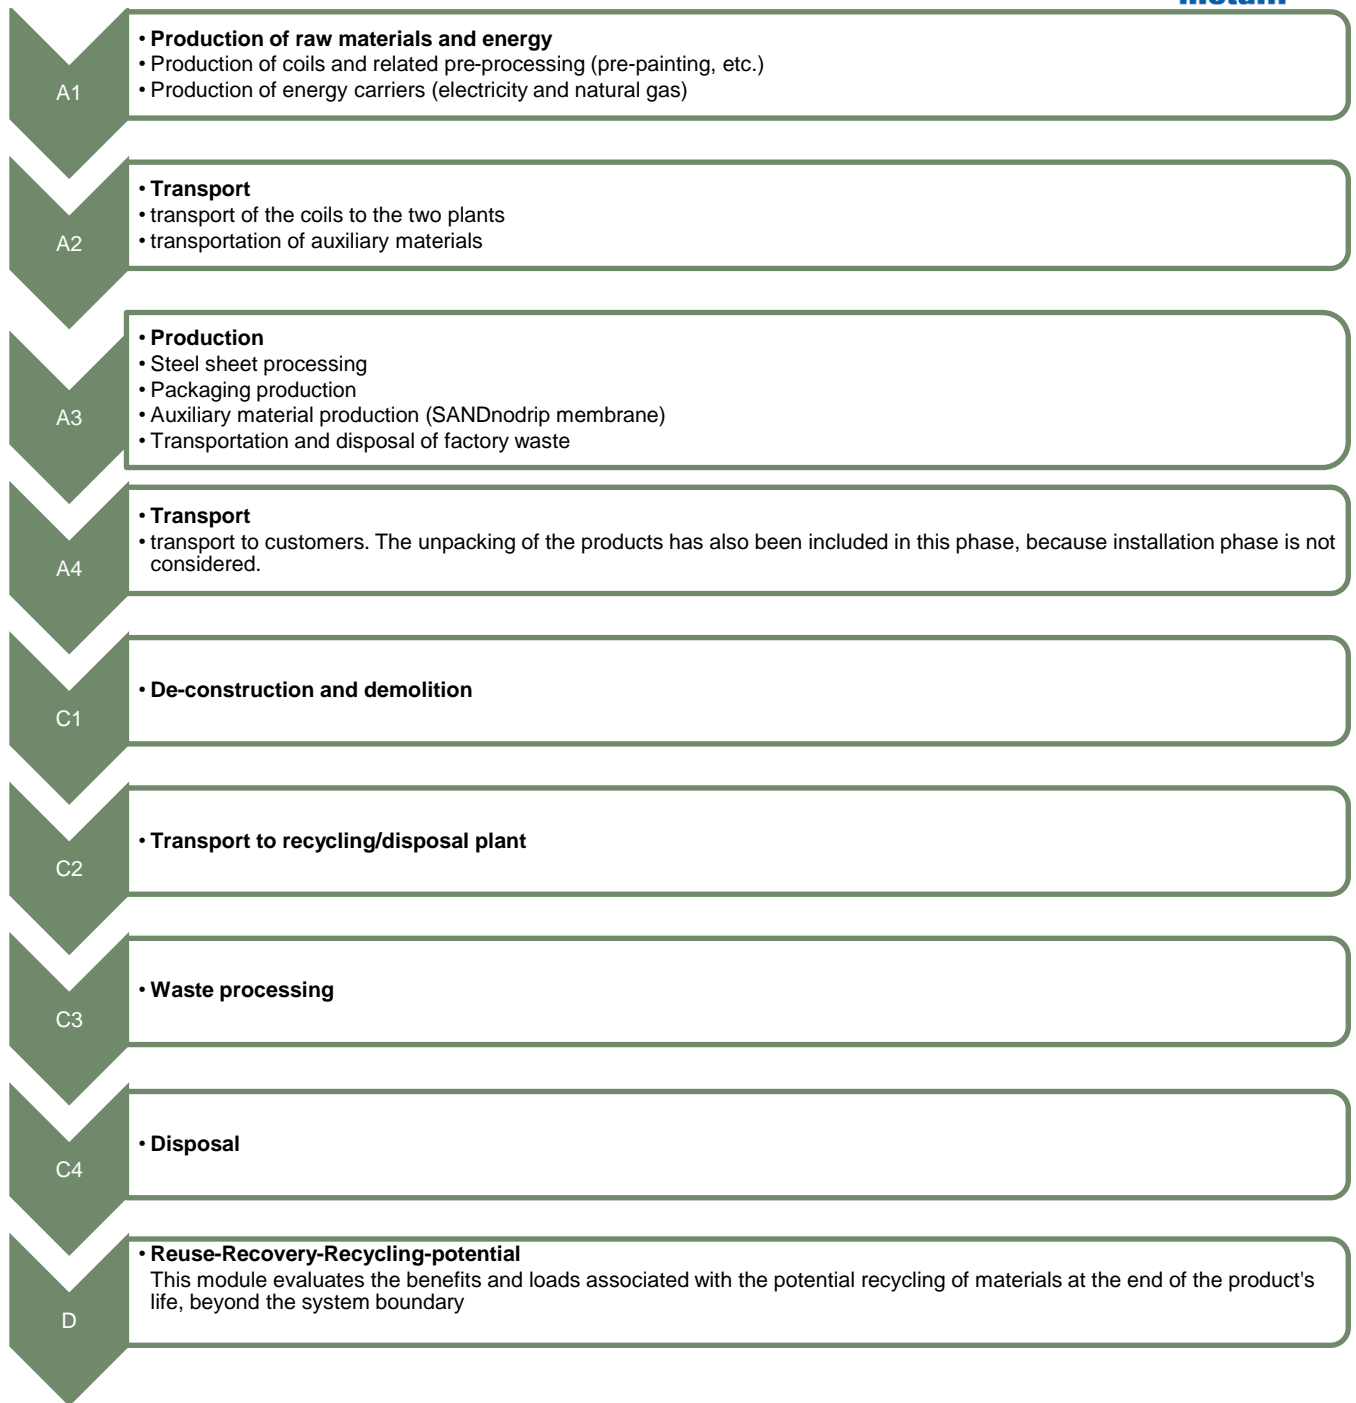 A1
• Production of raw materials and energy
• Production of coils and related pre-processing (pre-painting, etc.)
• Production of energy carriers (electricity and natural gas)
A2
• Transport
• transport of the coils to the two plants
• transportation of auxiliary materials
A3
• Production
• Steel sheet processing
• Packaging production
• Auxiliary material production (SANDnodrip membrane)
• Transportation and disposal of factory waste
A4
• Transport
• transport to customers. The unpacking of the products has also been included in this phase, because installation phase is not
considered.
C1
• De-construction and demolition
C2
• Transport to recycling/disposal plant
C3
• Waste processing
C4
• Disposal
D
• Reuse-Recovery-Recycling-potential
This module evaluates the benefits and loads associated with the potential recycling of materials at the end of the product's
life, beyond the system boundary